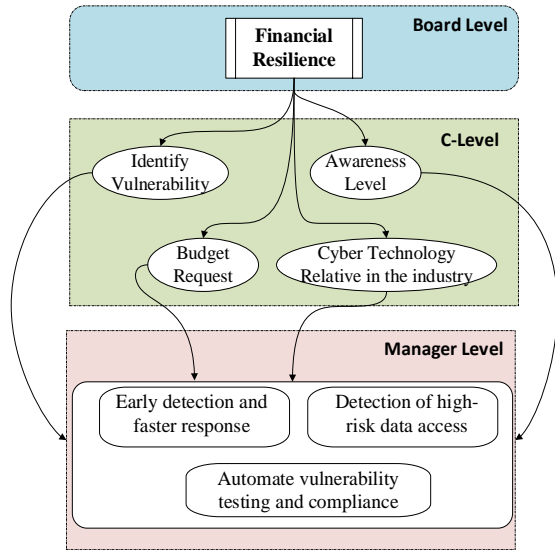 Board Level
Financial
Resilience
C-Level
Identify
Vulnerability
Awareness
Level
Budget
Request
Cyber Technology
Relative in the industry
Manager Level
Early detection and
faster response
Detection of high-
risk data access
Automate vulnerability
testing and compliance